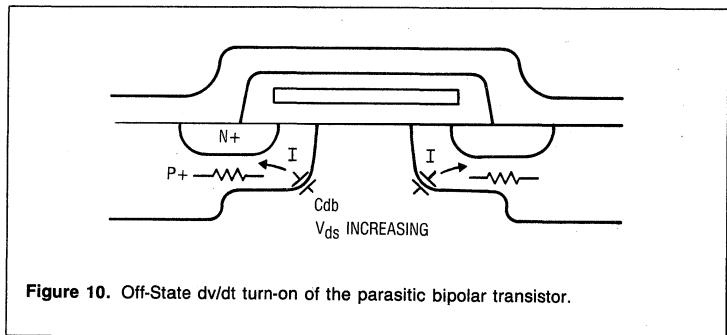 N+
I
I
P+
Cdb
Vds INCREASING
Figure 10. Off-State dv/dt turn-on of the parasitic bipolar transistor.